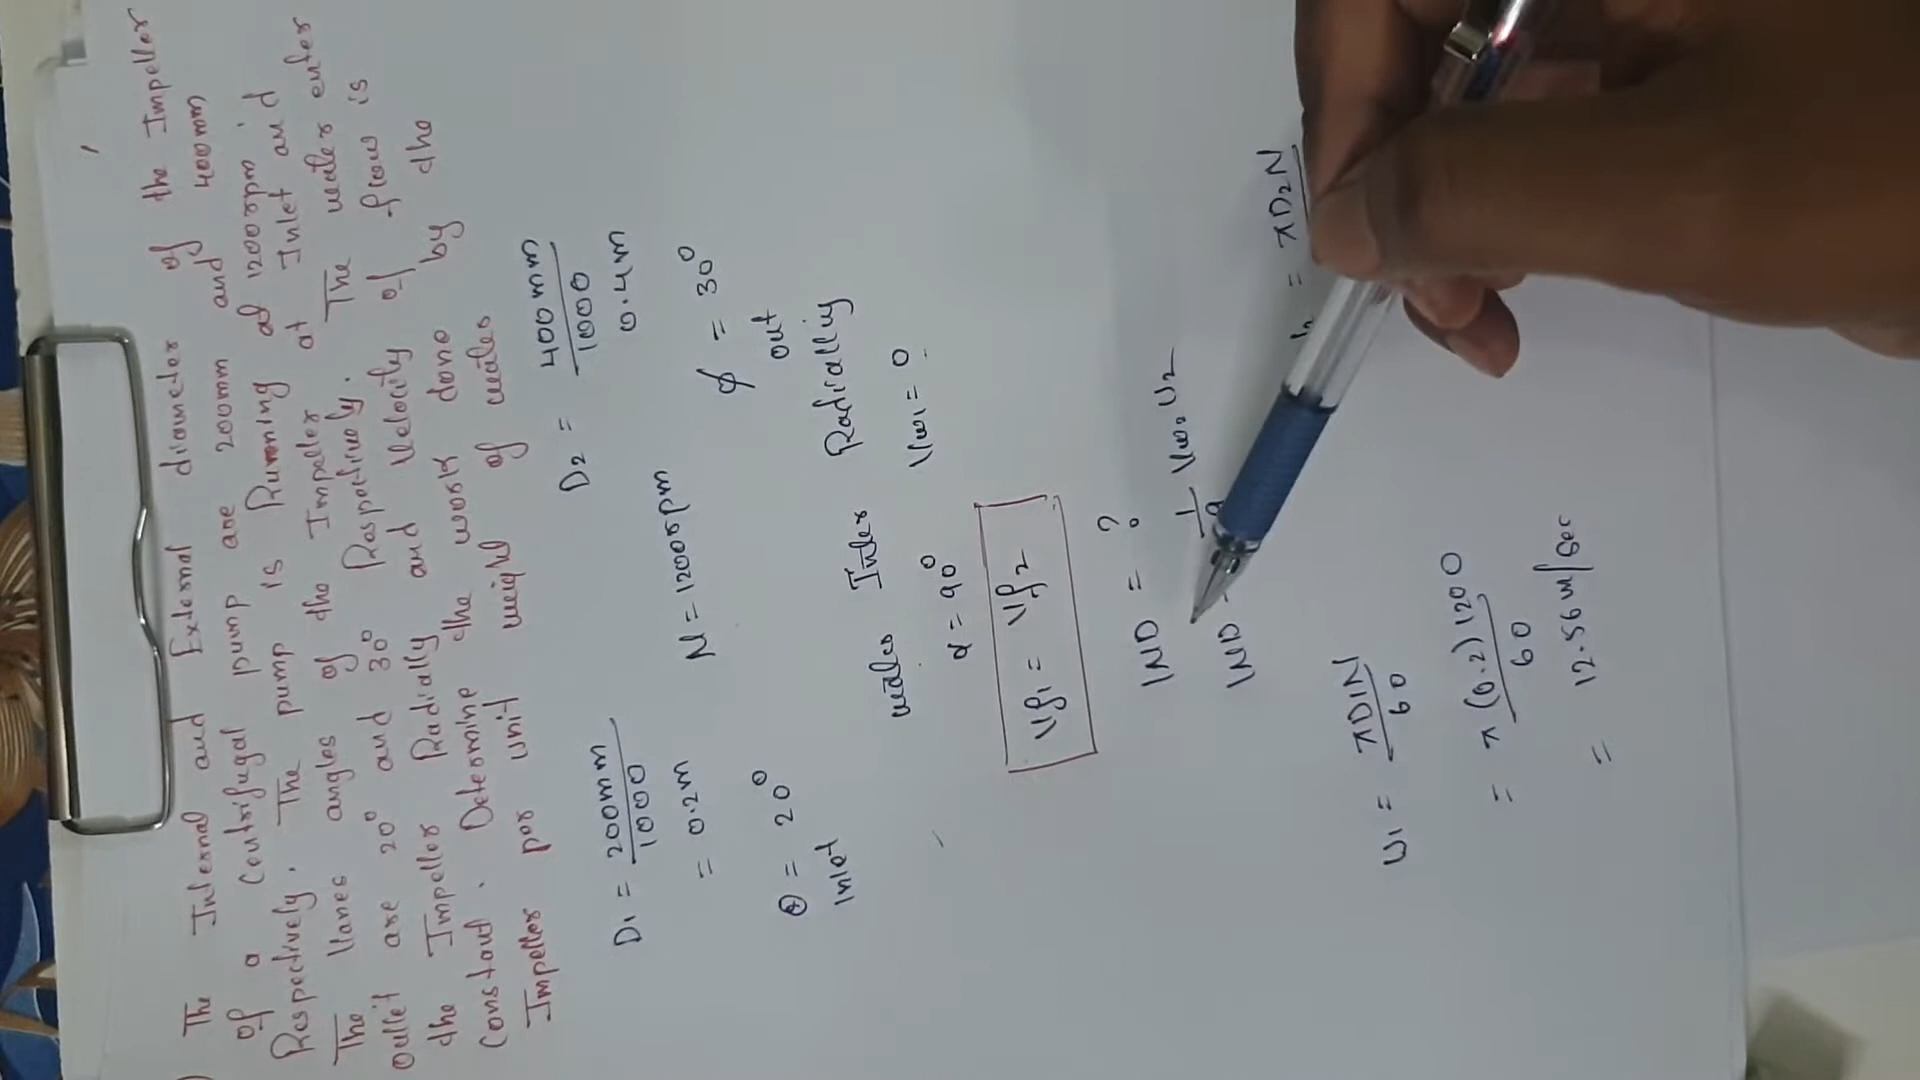 The Internal and External diameter of the Impeller
of a Centrifugal pump are 200mm and 400mm
Respectively. The pump is Running at 1200rpm.
The Vanes angles of the Impeller at Inlet and
outlet are 20° and 30° Respectively. The water enter
the Impeller Radially and Velocity of flow is
Constant. Determine the work done by the
Impeller per unit weight of water
D1 = 200mm/1000 D2 = 400mm/1000
= 0.2m 0.4m
N = 1200rpm
θ = 20° ϕ = 30°
Inlet out
water Inter Radially
α = 90° Vw1 = 0
Vf1 = Vf2
WD = ?
WD 1/g Vw2 U2
U1 = πD1N/60 = πD2N
= π(0.2)1200/60
= 12.56 m/sec